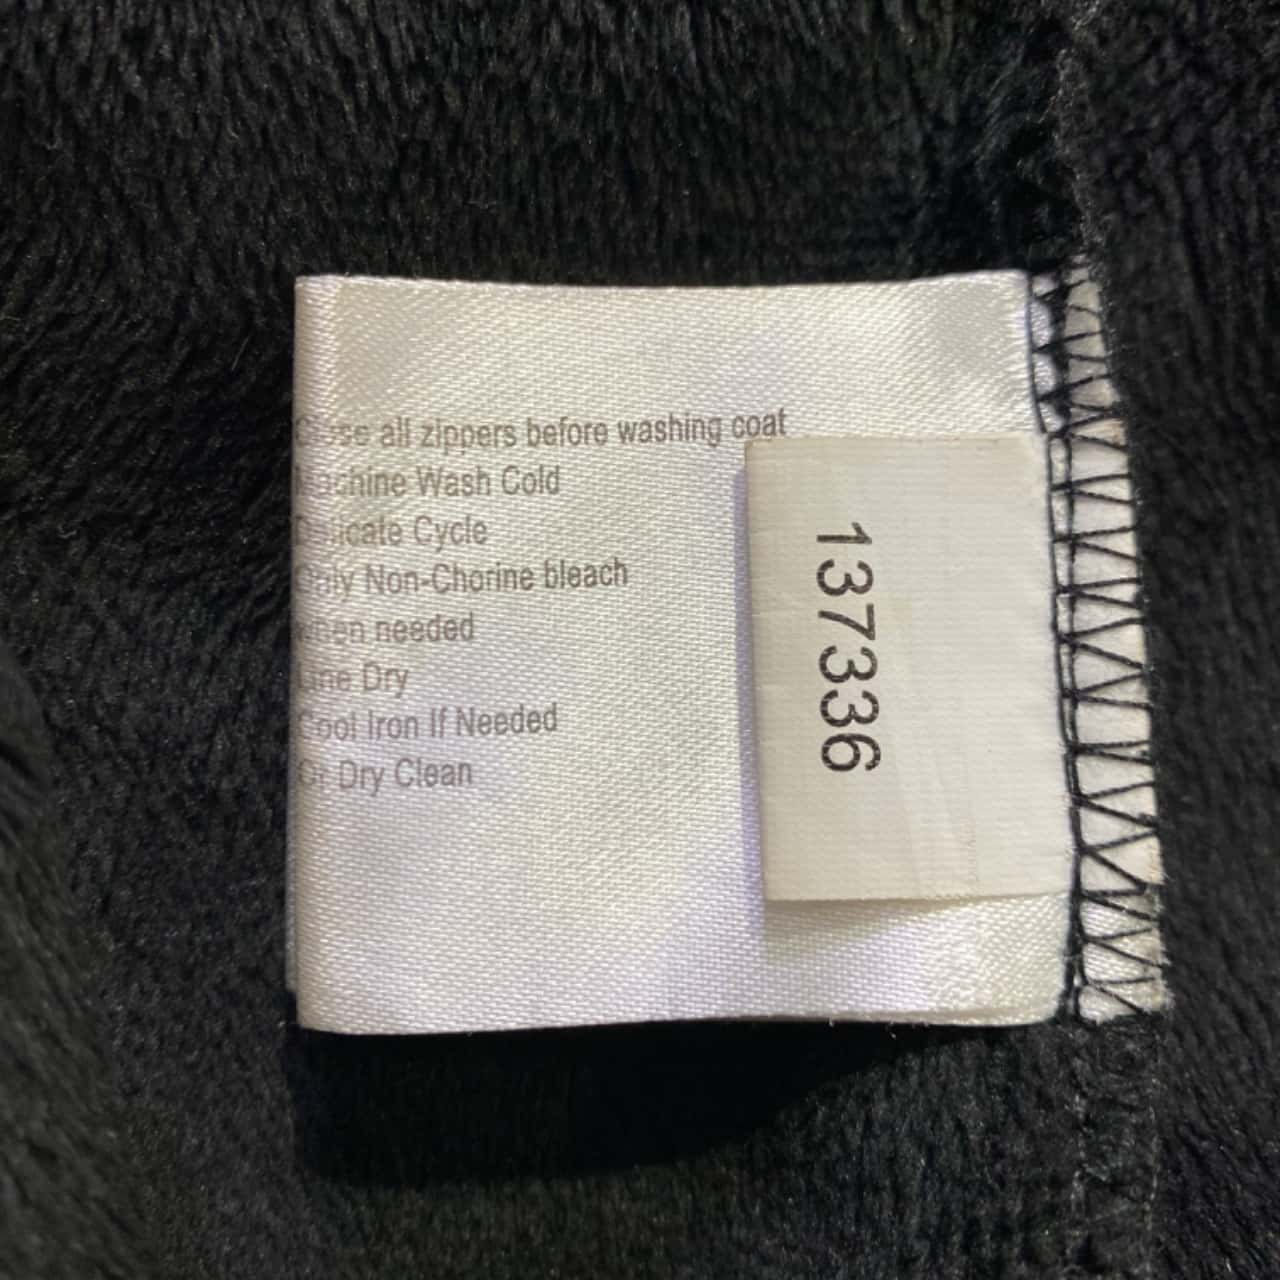 Close all zippers before washing coat
Machine Wash Cold
Delicate Cycle
Only Non-Chorine bleach
when needed
Line Dry
Cool Iron If Needed
Or Dry Clean
137336